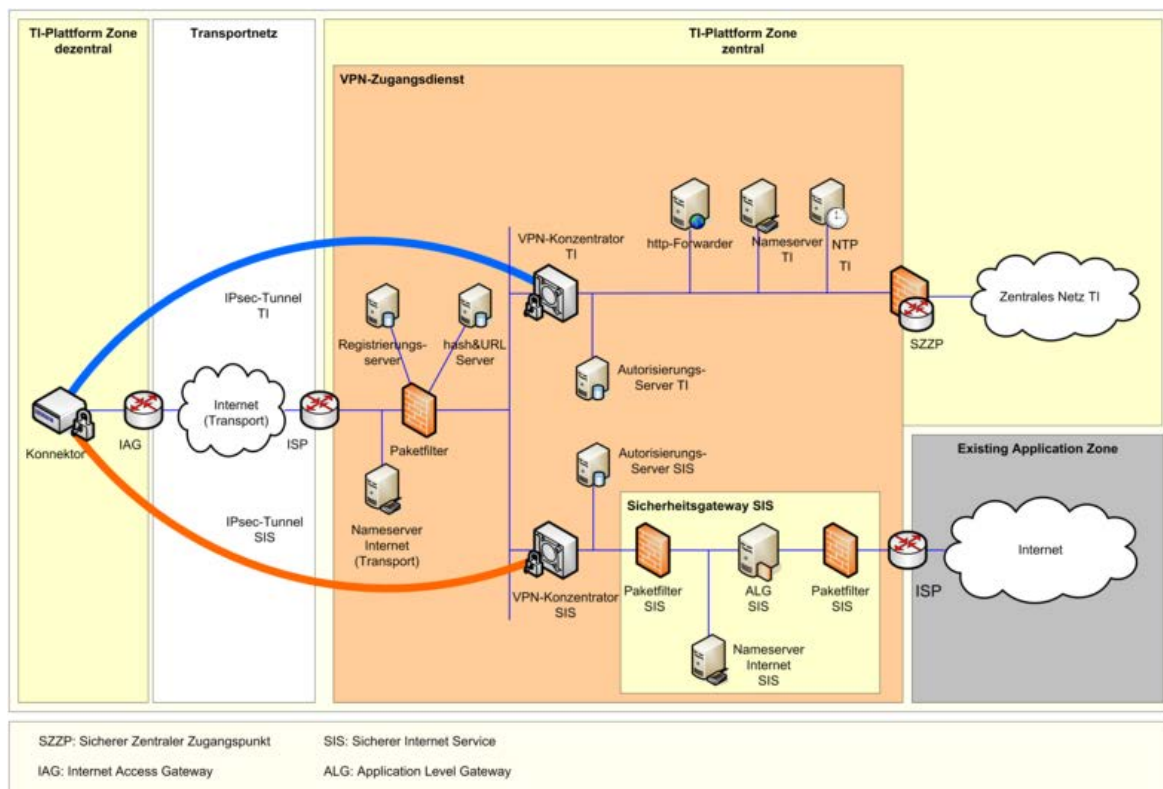 TI-Plattform Zone
dezentral
Transportnetz
TI-Plattform Zone
zentral
VPN-Zugangsdienst
http-Forwarder
Nameserver
TI
NTP
TI
VPN-Konzentrator
TI
IPsec-Tunnel
TI
Registrierungs-
server
hash&URL
Server
Autorisierungs-
Server TI
SZZP
Zentrales Netz TI
Konnektor
IAG
Internet
(Transport)
ISP
Paketfilter
Nameserver
Internet
(Transport)
IPsec-Tunnel
SIS
Autorisierungs-
Server SIS
VPN-Konzentrator
SIS
Sicherheitsgateway SIS
Paketfilter
SIS
ALG
SIS
Paketfilter
SIS
Nameserver
Internet
SIS
Existing Application Zone
ISP
Internet
SZZP: Sicherer Zentraler Zugangspunkt
SIS: Sicherer Internet Service
IAG: Internet Access Gateway
ALG: Application Level Gateway